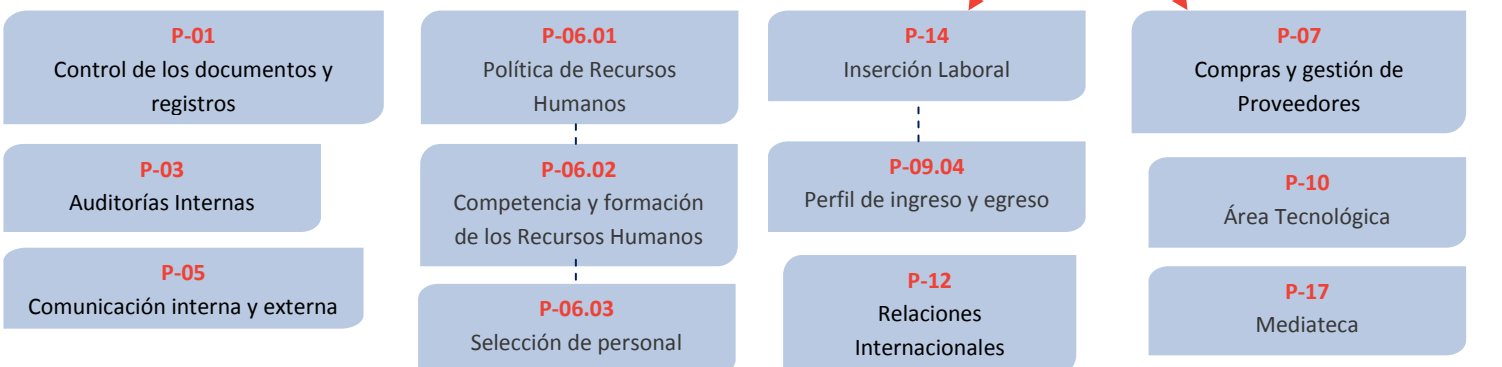 P-01
Control de los documentos y
registros
P-03
Auditorías Internas
P-05
Comunicación interna y externa
P-06.01
Política de Recursos
Humanos
P-06.02
Competencia y formación
de los Recursos Humanos
P-06.03
Selección de personal
P-14
Inserción Laboral
P-09.04
Perfil de ingreso y egreso
P-12
Relaciones
Internacionales
P-07
Compras y gestión de
Proveedores
P-10
Área Tecnológica
P-17
Mediateca